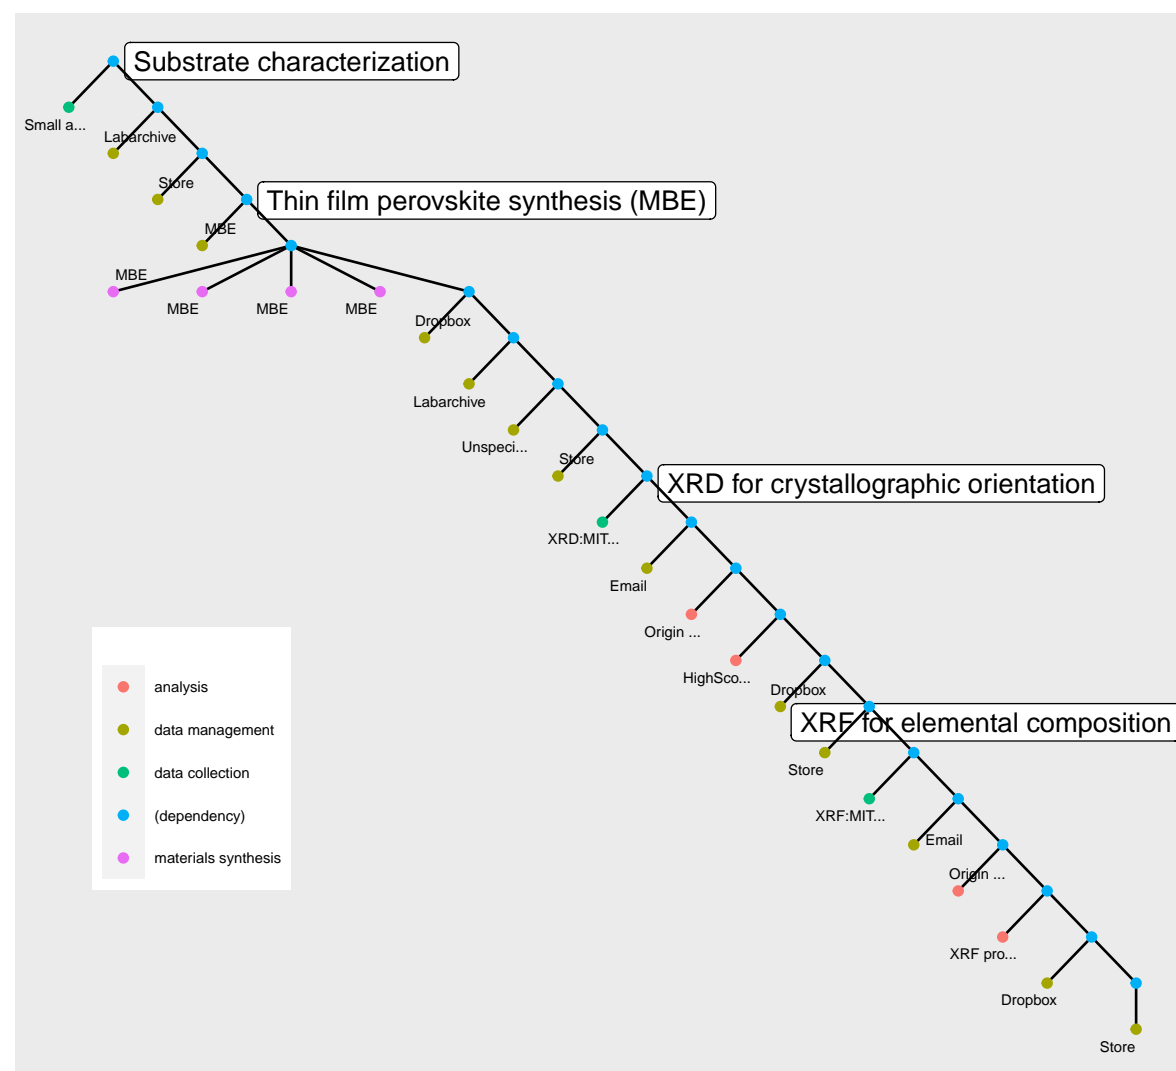 Substrate characterization
Small a...
Labarchive
Store
Thin film perovskite synthesis (MBE)
MBE
MBE
MBE
MBE
MBE
Dropbox
Labarchive
Unspeci...
Store
XRD for crystallographic orientation
XRD:MIT...
Email
Origin ...
HighSco...
Dropbox
XRF for elemental composition
Store
XRF:MIT...
Email
Origin ...
XRF pro...
Dropbox
Store
analysis
data management
data collection
(dependency)
materials synthesis